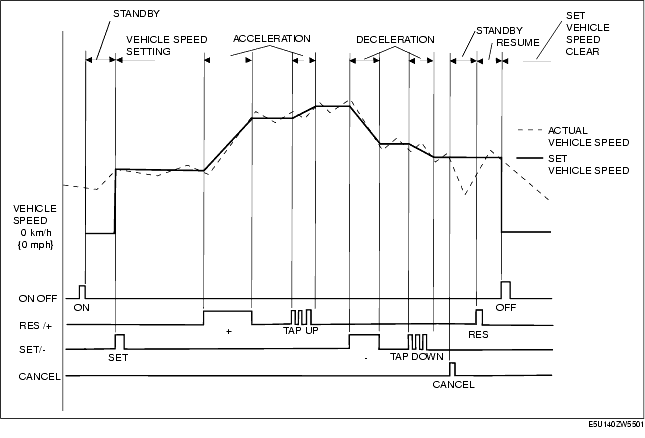 STANDBY
VEHICLE SPEED
SETTING
ACCELERATION
DECELERATION
STANDBY
RESUME
SET
VEHICLE
SPEED
CLEAR
ACTUAL
VEHICLE SPEED
SET
VEHICLE SPEED
VEHICLE
SPEED
0 km/h
{0 mph}
ON OFF
ON
OFF
RES /+
+
TAP UP
RES
SET/-
SET
-
TAP DOWN
CANCEL
CANCEL
E5U140ZW5501